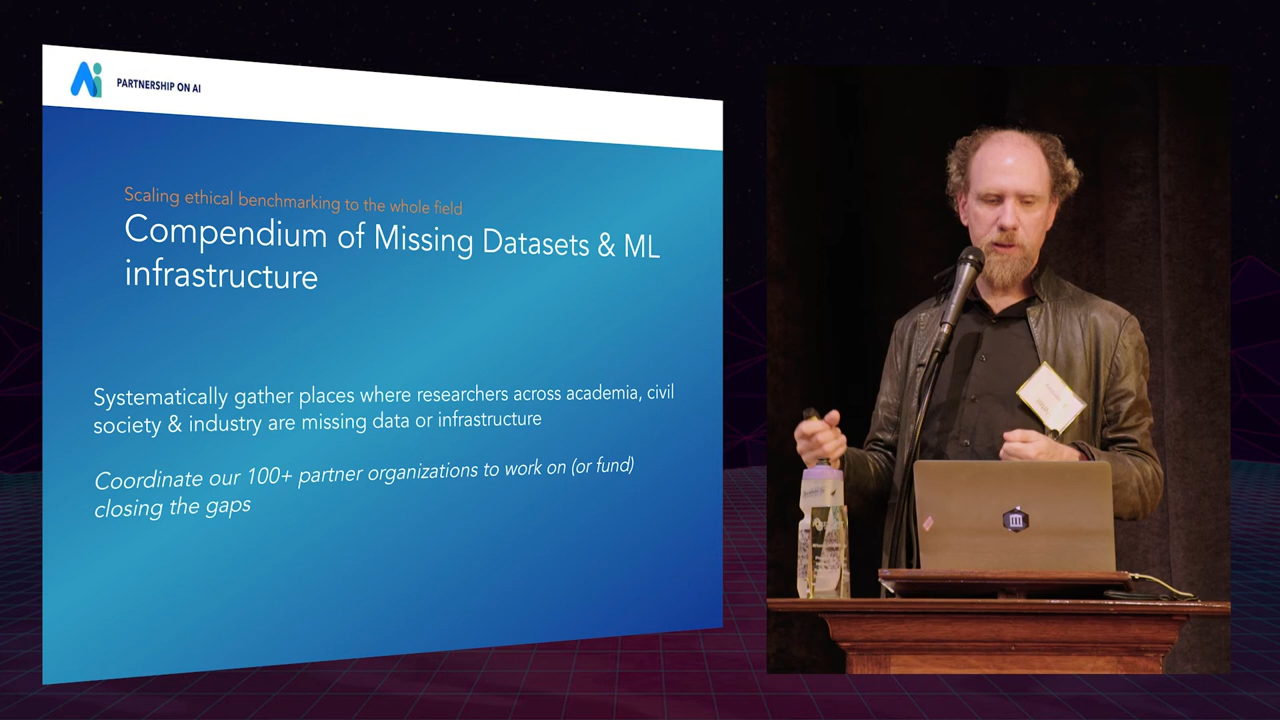 PARTNERSHIP ON AI
Scaling ethical benchmarking to the whole field
Compendium of Missing Datasets & ML
infrastructure
Systematically gather places where researchers across academia, civil
society & industry are missing data or infrastructure
Coordinate our 100+ partner organizations to work on (or fund)
closing the gaps